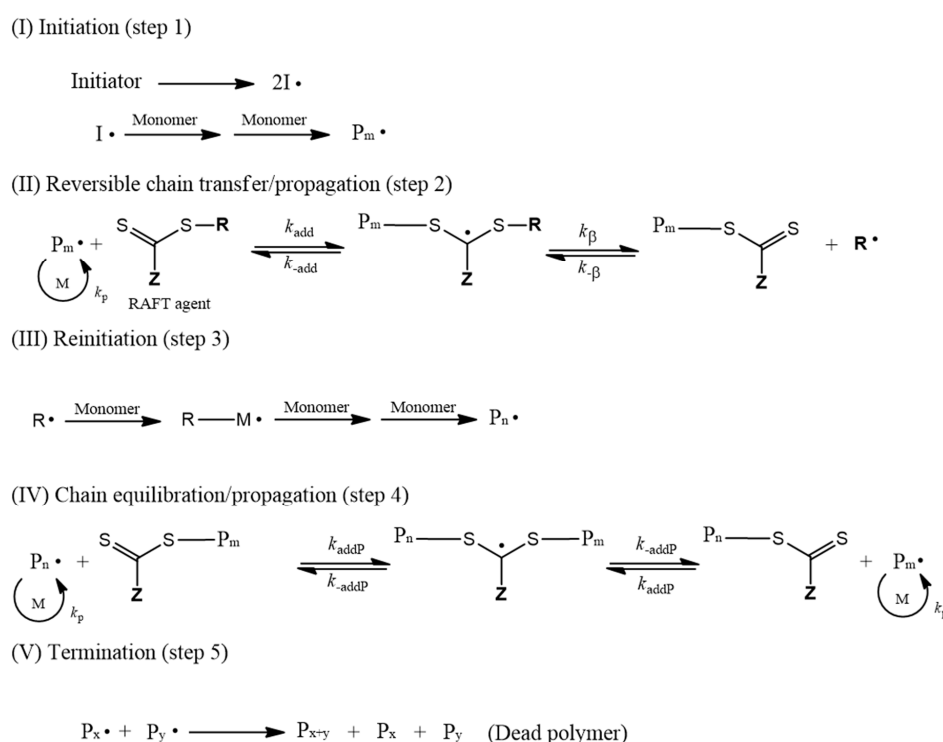 (I) Initiation (step 1)
Initiator 2I•
I• Monomer Monomer Pm•
(II) Reversible chain transfer/propagation (step 2)
Pm• + S S—R Z kadd k-add Pm—S • S—R Z kβ k-β Pm—S S Z + R•
M kp
RAFT agent
(III) Reinitiation (step 3)
R• Monomer R—M• Monomer Monomer Pn•
(IV) Chain equilibration/propagation (step 4)
Pn• + S S—Pm Z kaddP k-addP Pn—S • S—Pm Z k-addP kaddP Pn—S S Z + Pm•
M kp M
(V) Termination (step 5)
Px• + Py• Px+y + Px + Py (Dead polymer)